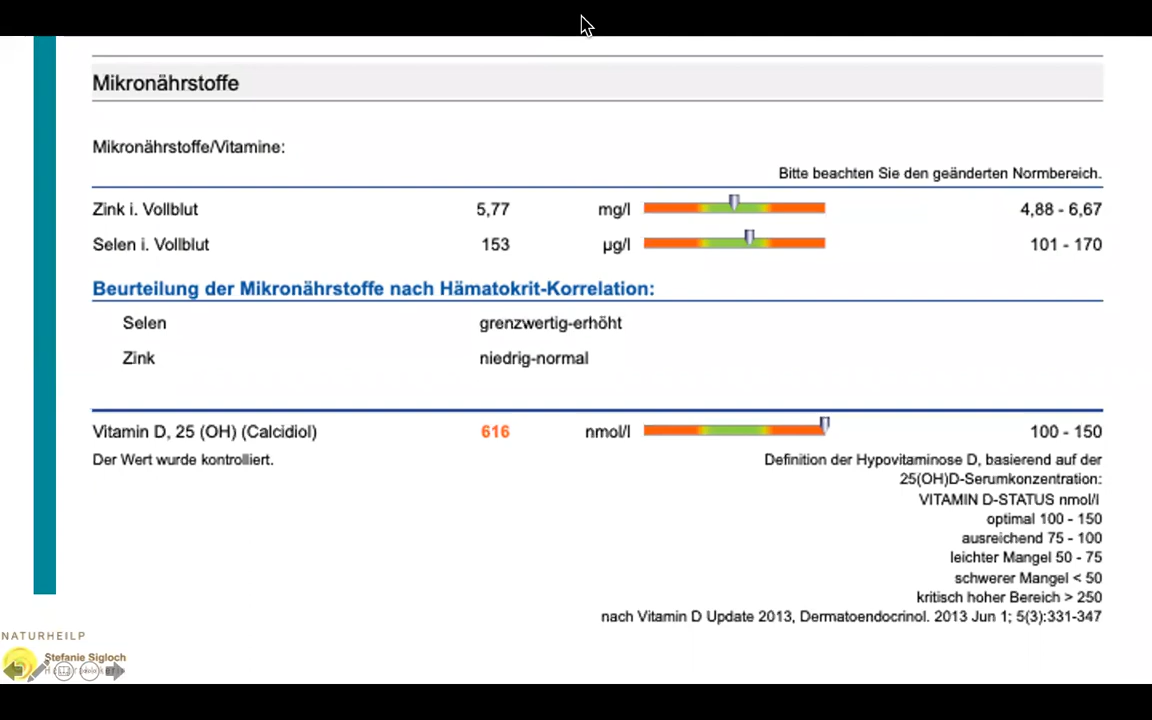 Mikronährstoffe
Mikronährstoffe/Vitamine:
Bitte beachten Sie den geänderten Normbereich.
Zink i. Vollblut 5,77 mg/l 4,88 - 6,67
Selen i. Vollblut 153 µg/l 101 - 170
Beurteilung der Mikronährstoffe nach Hämatokrit-Korrelation:
Selen grenzwertig-erhöht
Zink niedrig-normal
Vitamin D, 25 (OH) (Calcidiol) 616 nmol/l 100 - 150
Der Wert wurde kontrolliert.
Definition der Hypovitaminose D, basierend auf der
25(OH)D-Serumkonzentration:
VITAMIN D-STATUS nmol/l
optimal 100 - 150
ausreichend 75 - 100
leichter Mangel 50 - 75
schwerer Mangel < 50
kritisch hoher Bereich > 250
nach Vitamin D Update 2013, Dermatoendocrinol. 2013 Jun 1; 5(3):331-347
NATURHEILP
Stefanie Sigloch